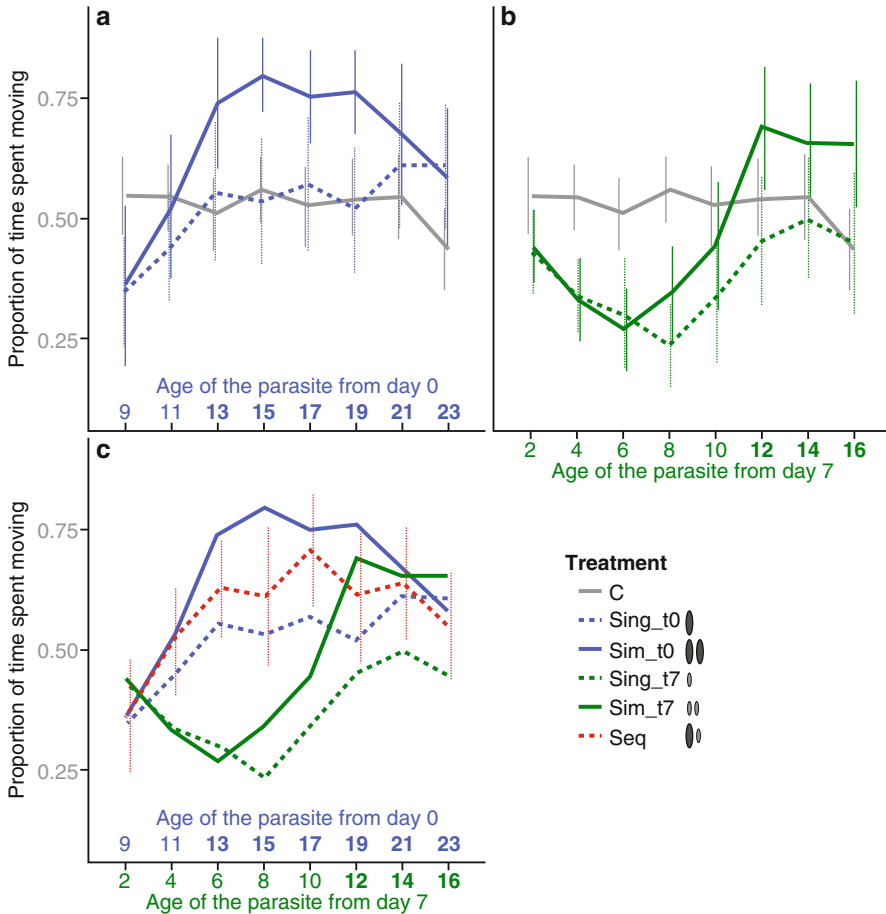 a
Proportion of time spent moving
0.75
0.50
0.25
Age of the parasite from day 0
9 11 13 15 17 19 21 23
b
2 4 6 8 10 12 14 16
Age of the parasite from day 7
c
Proportion of time spent moving
0.75
0.50
0.25
Age of the parasite from day 0
9 11 13 15 17 19 21 23
2 4 6 8 10 12 14 16
Age of the parasite from day 7
Treatment
C
Sing_t0
Sim_t0
Sing_t7
Sim_t7
Seq